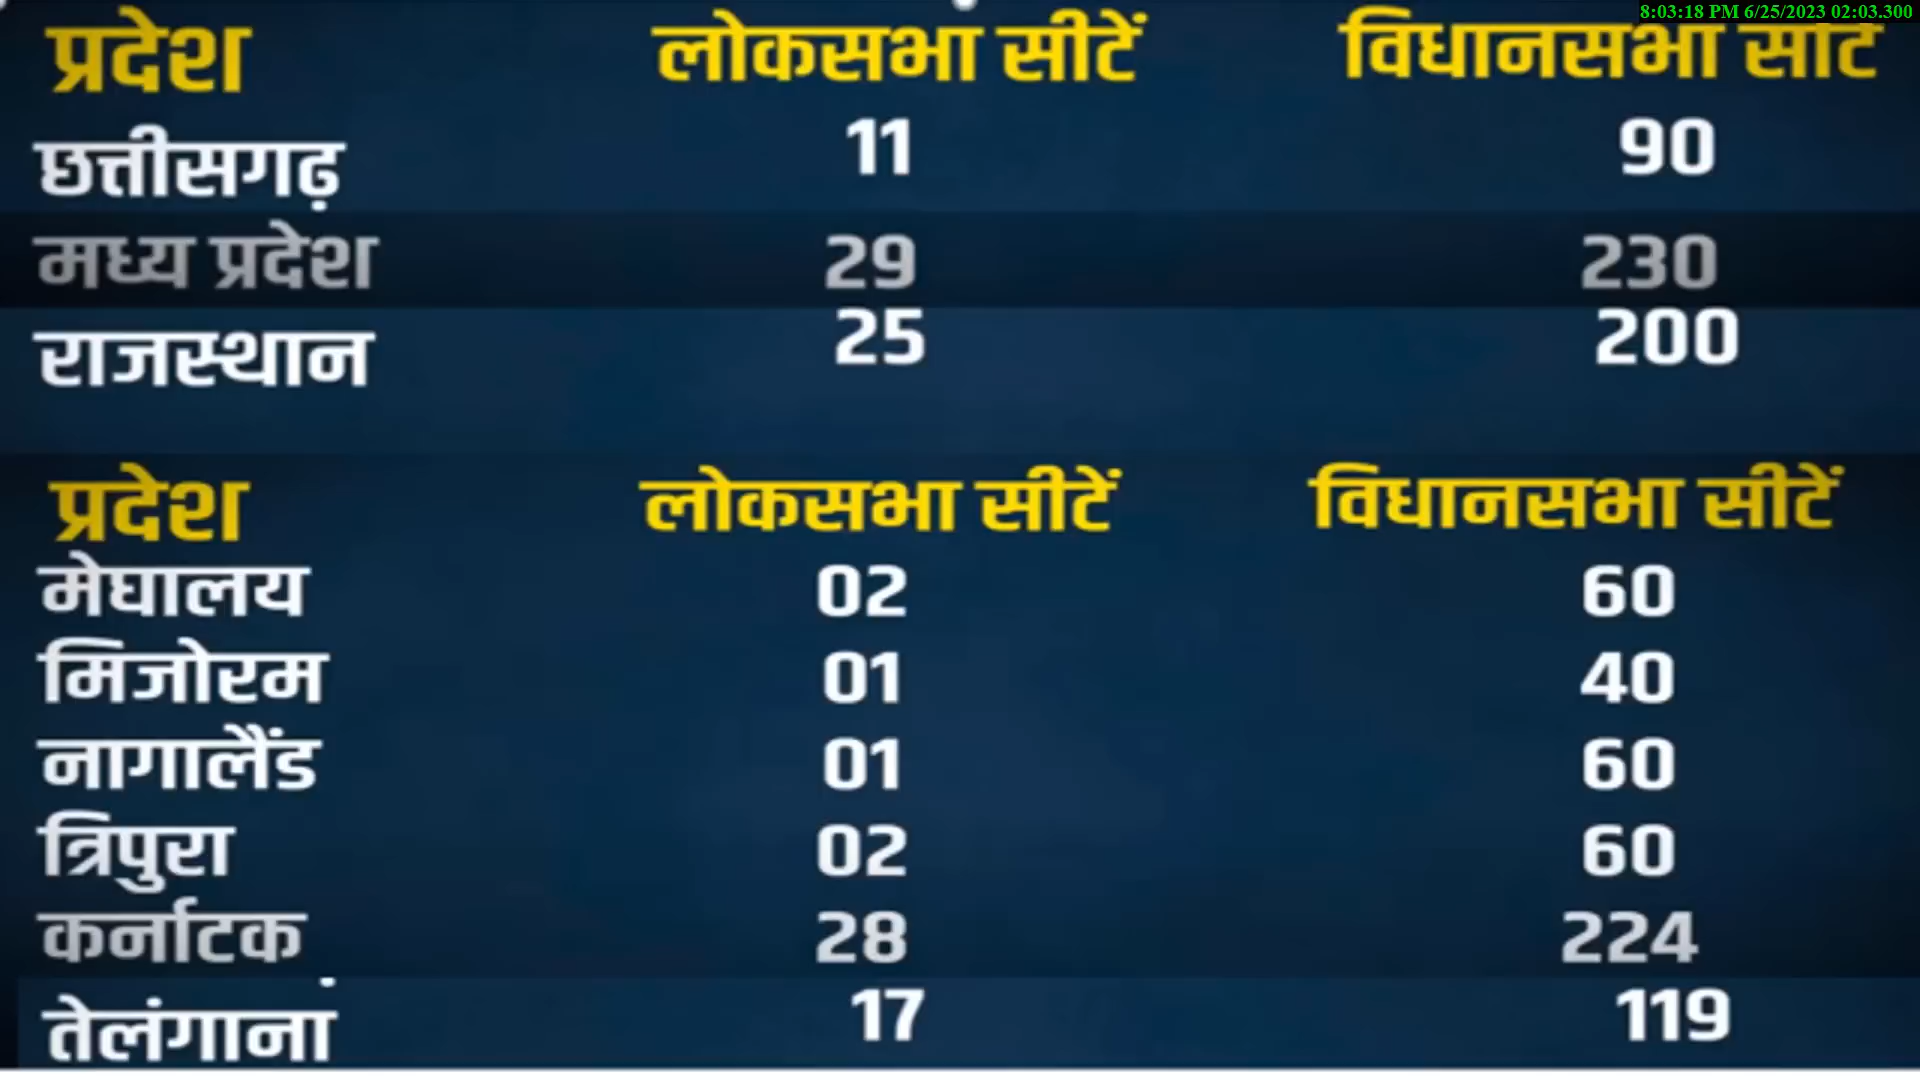 8:03:18 PM 6/25/2023 02:03.300
प्रदेश लोकसभा सीटें विधानसभा सीटें
छत्तीसगढ़ 11 90
मध्य प्रदेश 29 230
राजस्थान 25 200
प्रदेश लोकसभा सीटें विधानसभा सीटें
मेघालय 02 60
मिजोरम 01 40
नागालैंड 01 60
त्रिपुरा 02 60
कर्नाटक 28 224
तेलंगाना 17 119